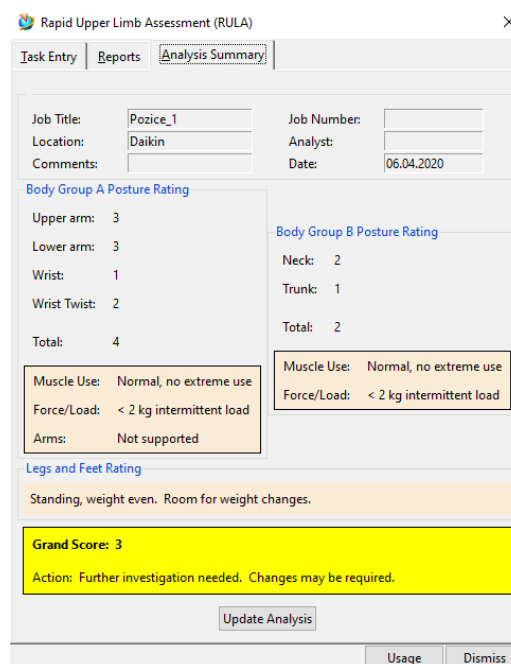 Rapid Upper Limb Assessment (RULA)
Task Entry Reports Analysis Summary
Job Title: Pozice_1 Job Number:
Location: Daikin Analyst:
Comments: Date: 06.04.2020
Body Group A Posture Rating
Upper arm: 3
Lower arm: 3
Wrist: 1
Wrist Twist: 2
Total: 4
Muscle Use: Normal, no extreme use
Force/Load: < 2 kg intermittent load
Arms: Not supported
Body Group B Posture Rating
Neck: 2
Trunk: 1
Total: 2
Muscle Use: Normal, no extreme use
Force/Load: < 2 kg intermittent load
Legs and Feet Rating
Standing, weight even. Room for weight changes.
Grand Score: 3
Action: Further investigation needed. Changes may be required.
Update Analysis
Usage Dismiss